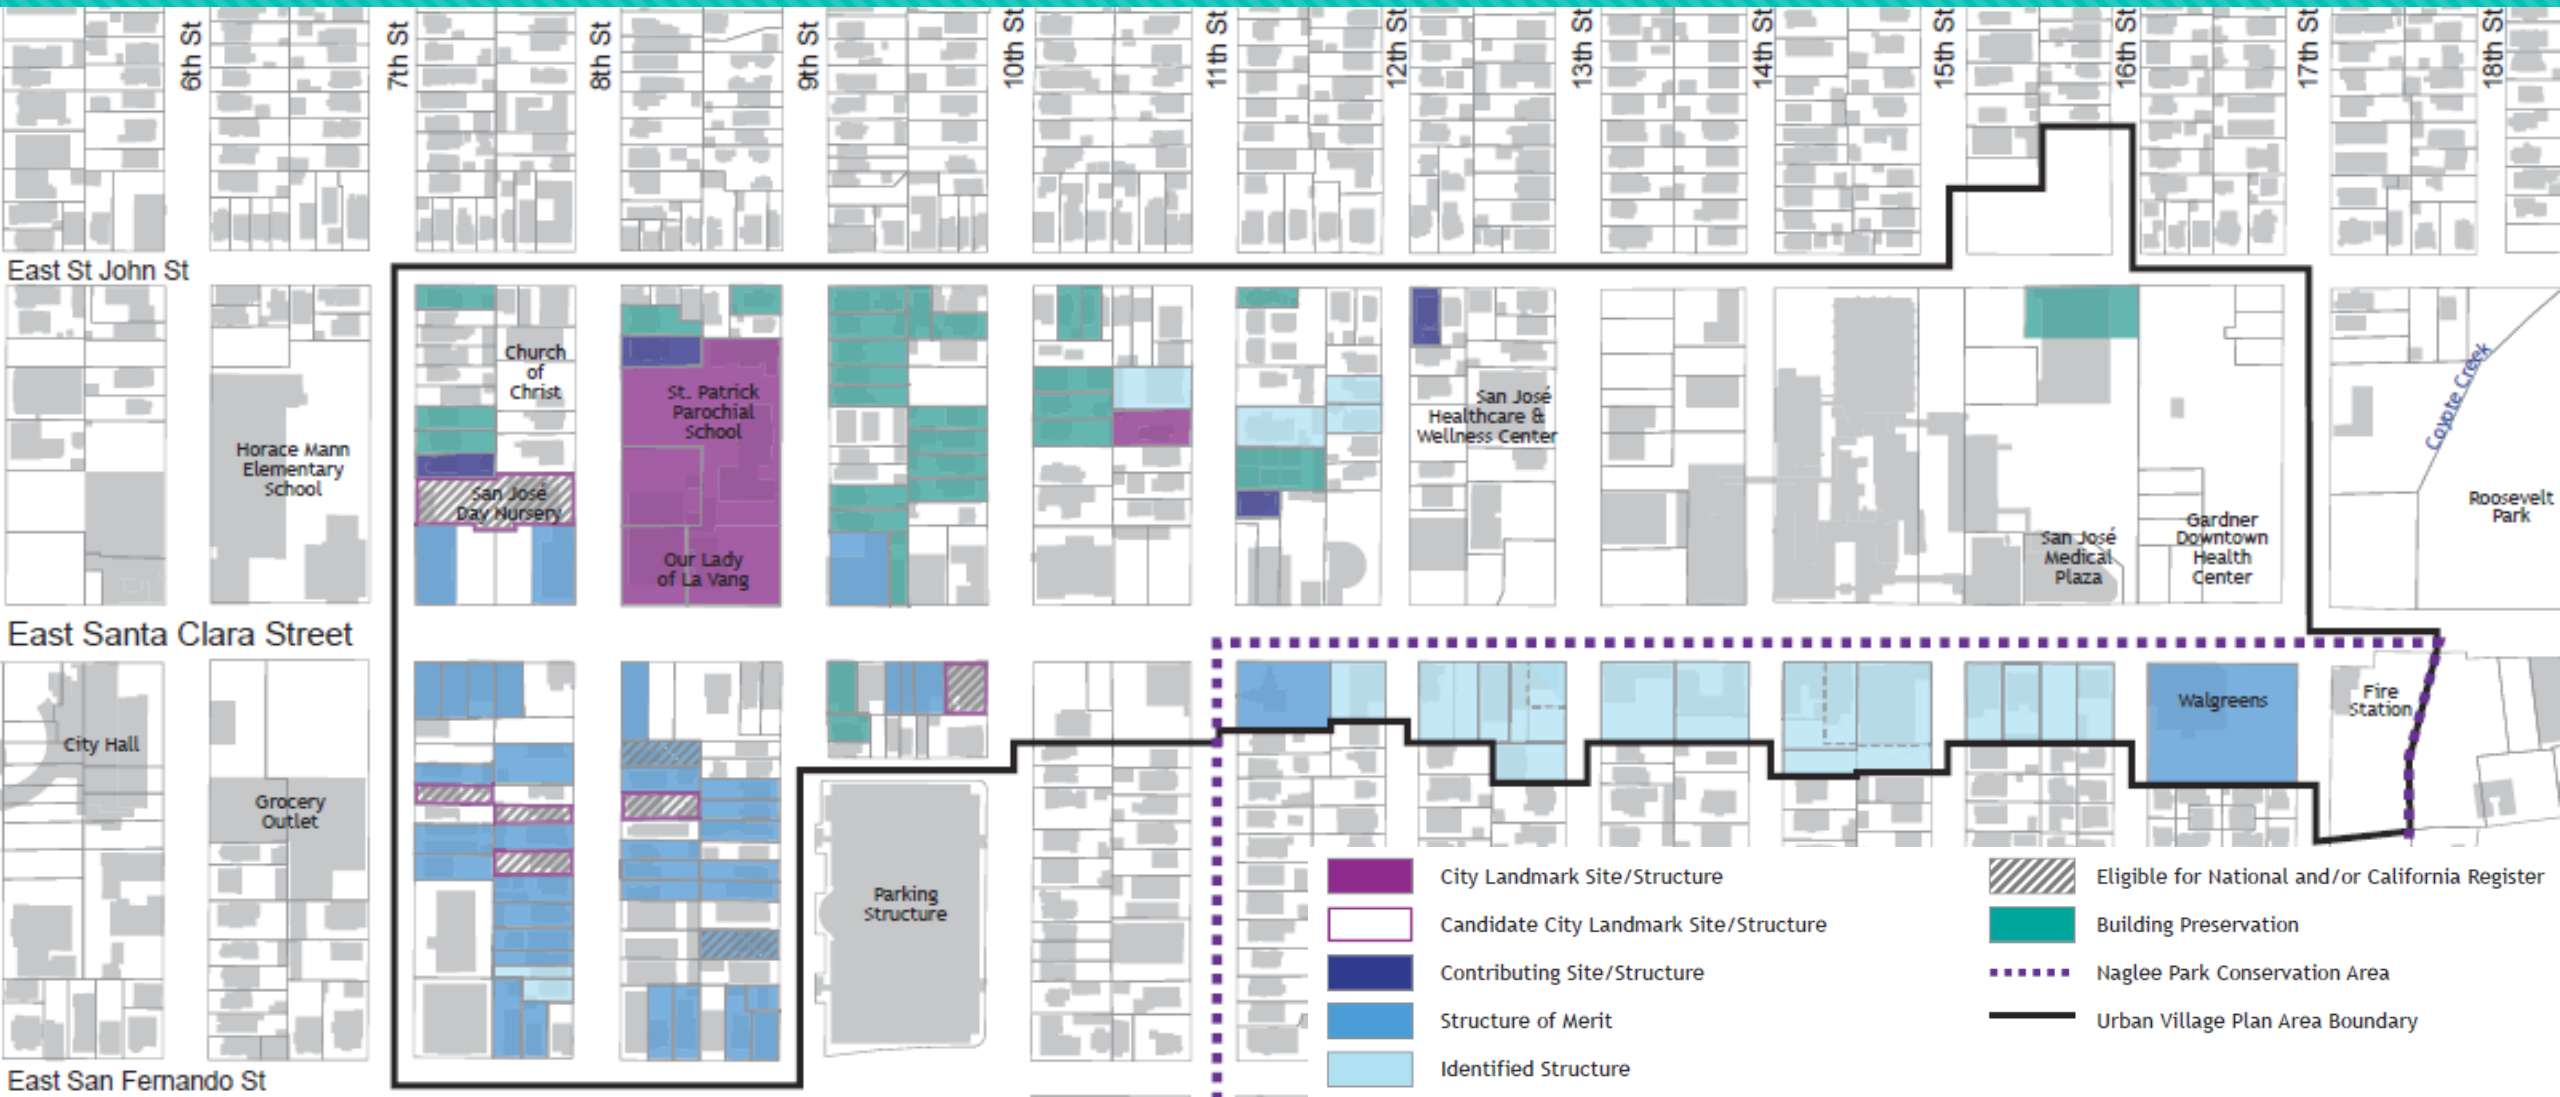 6th St
7th St
8th St
9th St
10th St
11th St
12th St
13th St
14th St
15th St
16th St
17th St
18th St
East St John St
Church
of
Christ
St. Patrick
Parochial
School
San José
Healthcare &
Wellness Center
Coyote Creek
Horace Mann
Elementary
School
San José
Day Nursery
Roosevelt
Park
Our Lady
of La Vang
San José
Medical
Plaza
Gardner
Downtown
Health
Center
East Santa Clara Street
City Hall
Walgreens
Fire
Station
Grocery
Outlet
Parking
Structure
City Landmark Site/Structure
Candidate City Landmark Site/Structure
Contributing Site/Structure
Structure of Merit
Identified Structure
Eligible for National and/or California Register
Building Preservation
Naglee Park Conservation Area
Urban Village Plan Area Boundary
East San Fernando St